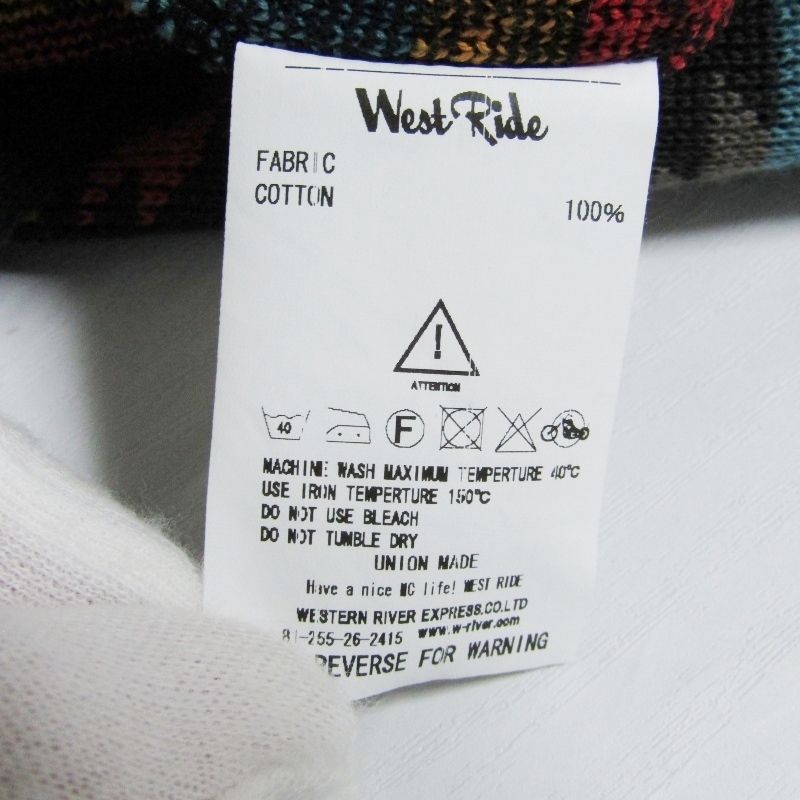 West Ride
FABRIC
COTTON 100%
!
ATTENTION
40
F
MACHINE WASH MAXIMUM TEMPERTURE 40°C
USE IRON TEMPERTURE 150°C
DO NOT USE BLEACH
DO NOT TUMBLE DRY
UNION MADE
Have a nice MC life! WEST RIDE
WESTERN RIVER EXPRESS.CO.LTD
81-255-26-2415 www.w-river.com
REVERSE FOR WARNING